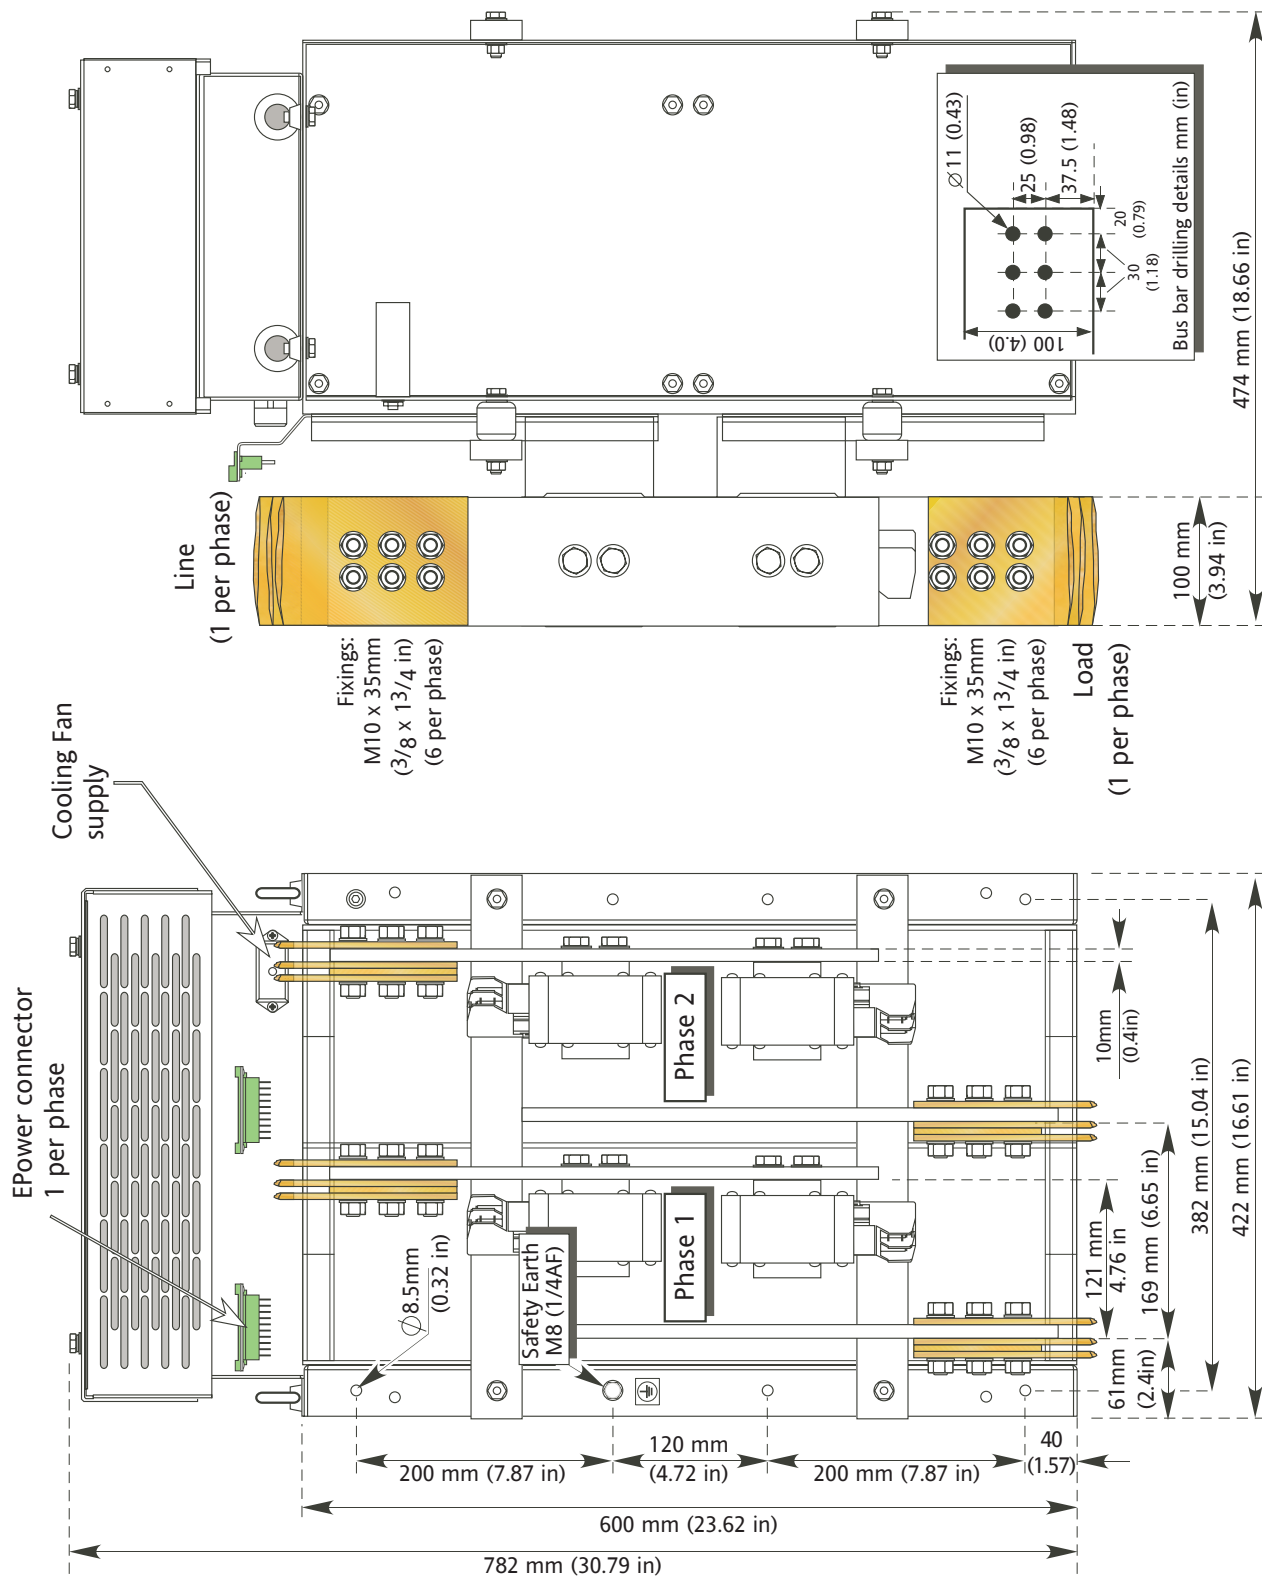 Ø 11 (0.43)
25 (0.98)
37.5 (1.48)
20
(0.79)
30
(1.18)
100 (4.0)
Bus bar drilling details mm (in)
474 mm (18.66 in)
100 mm
(3.94 in)
Line
(1 per phase)
Fixings:
M10 x 35mm
(3/8 x 13/4 in)
(6 per phase)
Fixings:
M10 x 35mm
(3/8 x 13/4 in)
(6 per phase)
Load
(1 per phase)
Cooling Fan
supply
EPower connector
1 per phase
Phase 2
Phase 1
Safety Earth
M8 (1/4AF)
Ø8.5mm
(0.32 in)
10mm
(0.4in)
121 mm
4.76 in
169 mm (6.65 in)
61mm
(2.4in)
382 mm (15.04 in)
422 mm (16.61 in)
200 mm (7.87 in)
120 mm
(4.72 in)
200 mm (7.87 in)
40
(1.57)
600 mm (23.62 in)
782 mm (30.79 in)